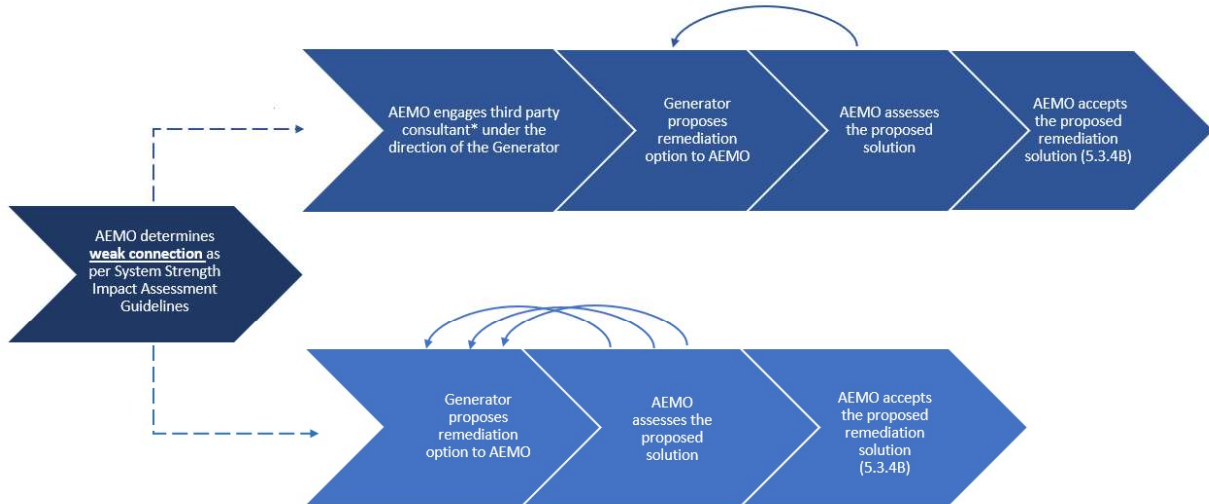 AEMO engages third party
consultant* under the
direction of the Generator
Generator
proposes
remediation
option to AEMO
AEMO assesses
the proposed
solution
AEMO accepts
the proposed
remediation
solution (5.3.4B)
AEMO determines
weak connection as
per System Strength
Impact Assessment
Guidelines
Generator
proposes
remediation
option to AEMO
AEMO
assesses the
proposed
solution
AEMO accepts
the proposed
remediation
solution
(5.3.4B)